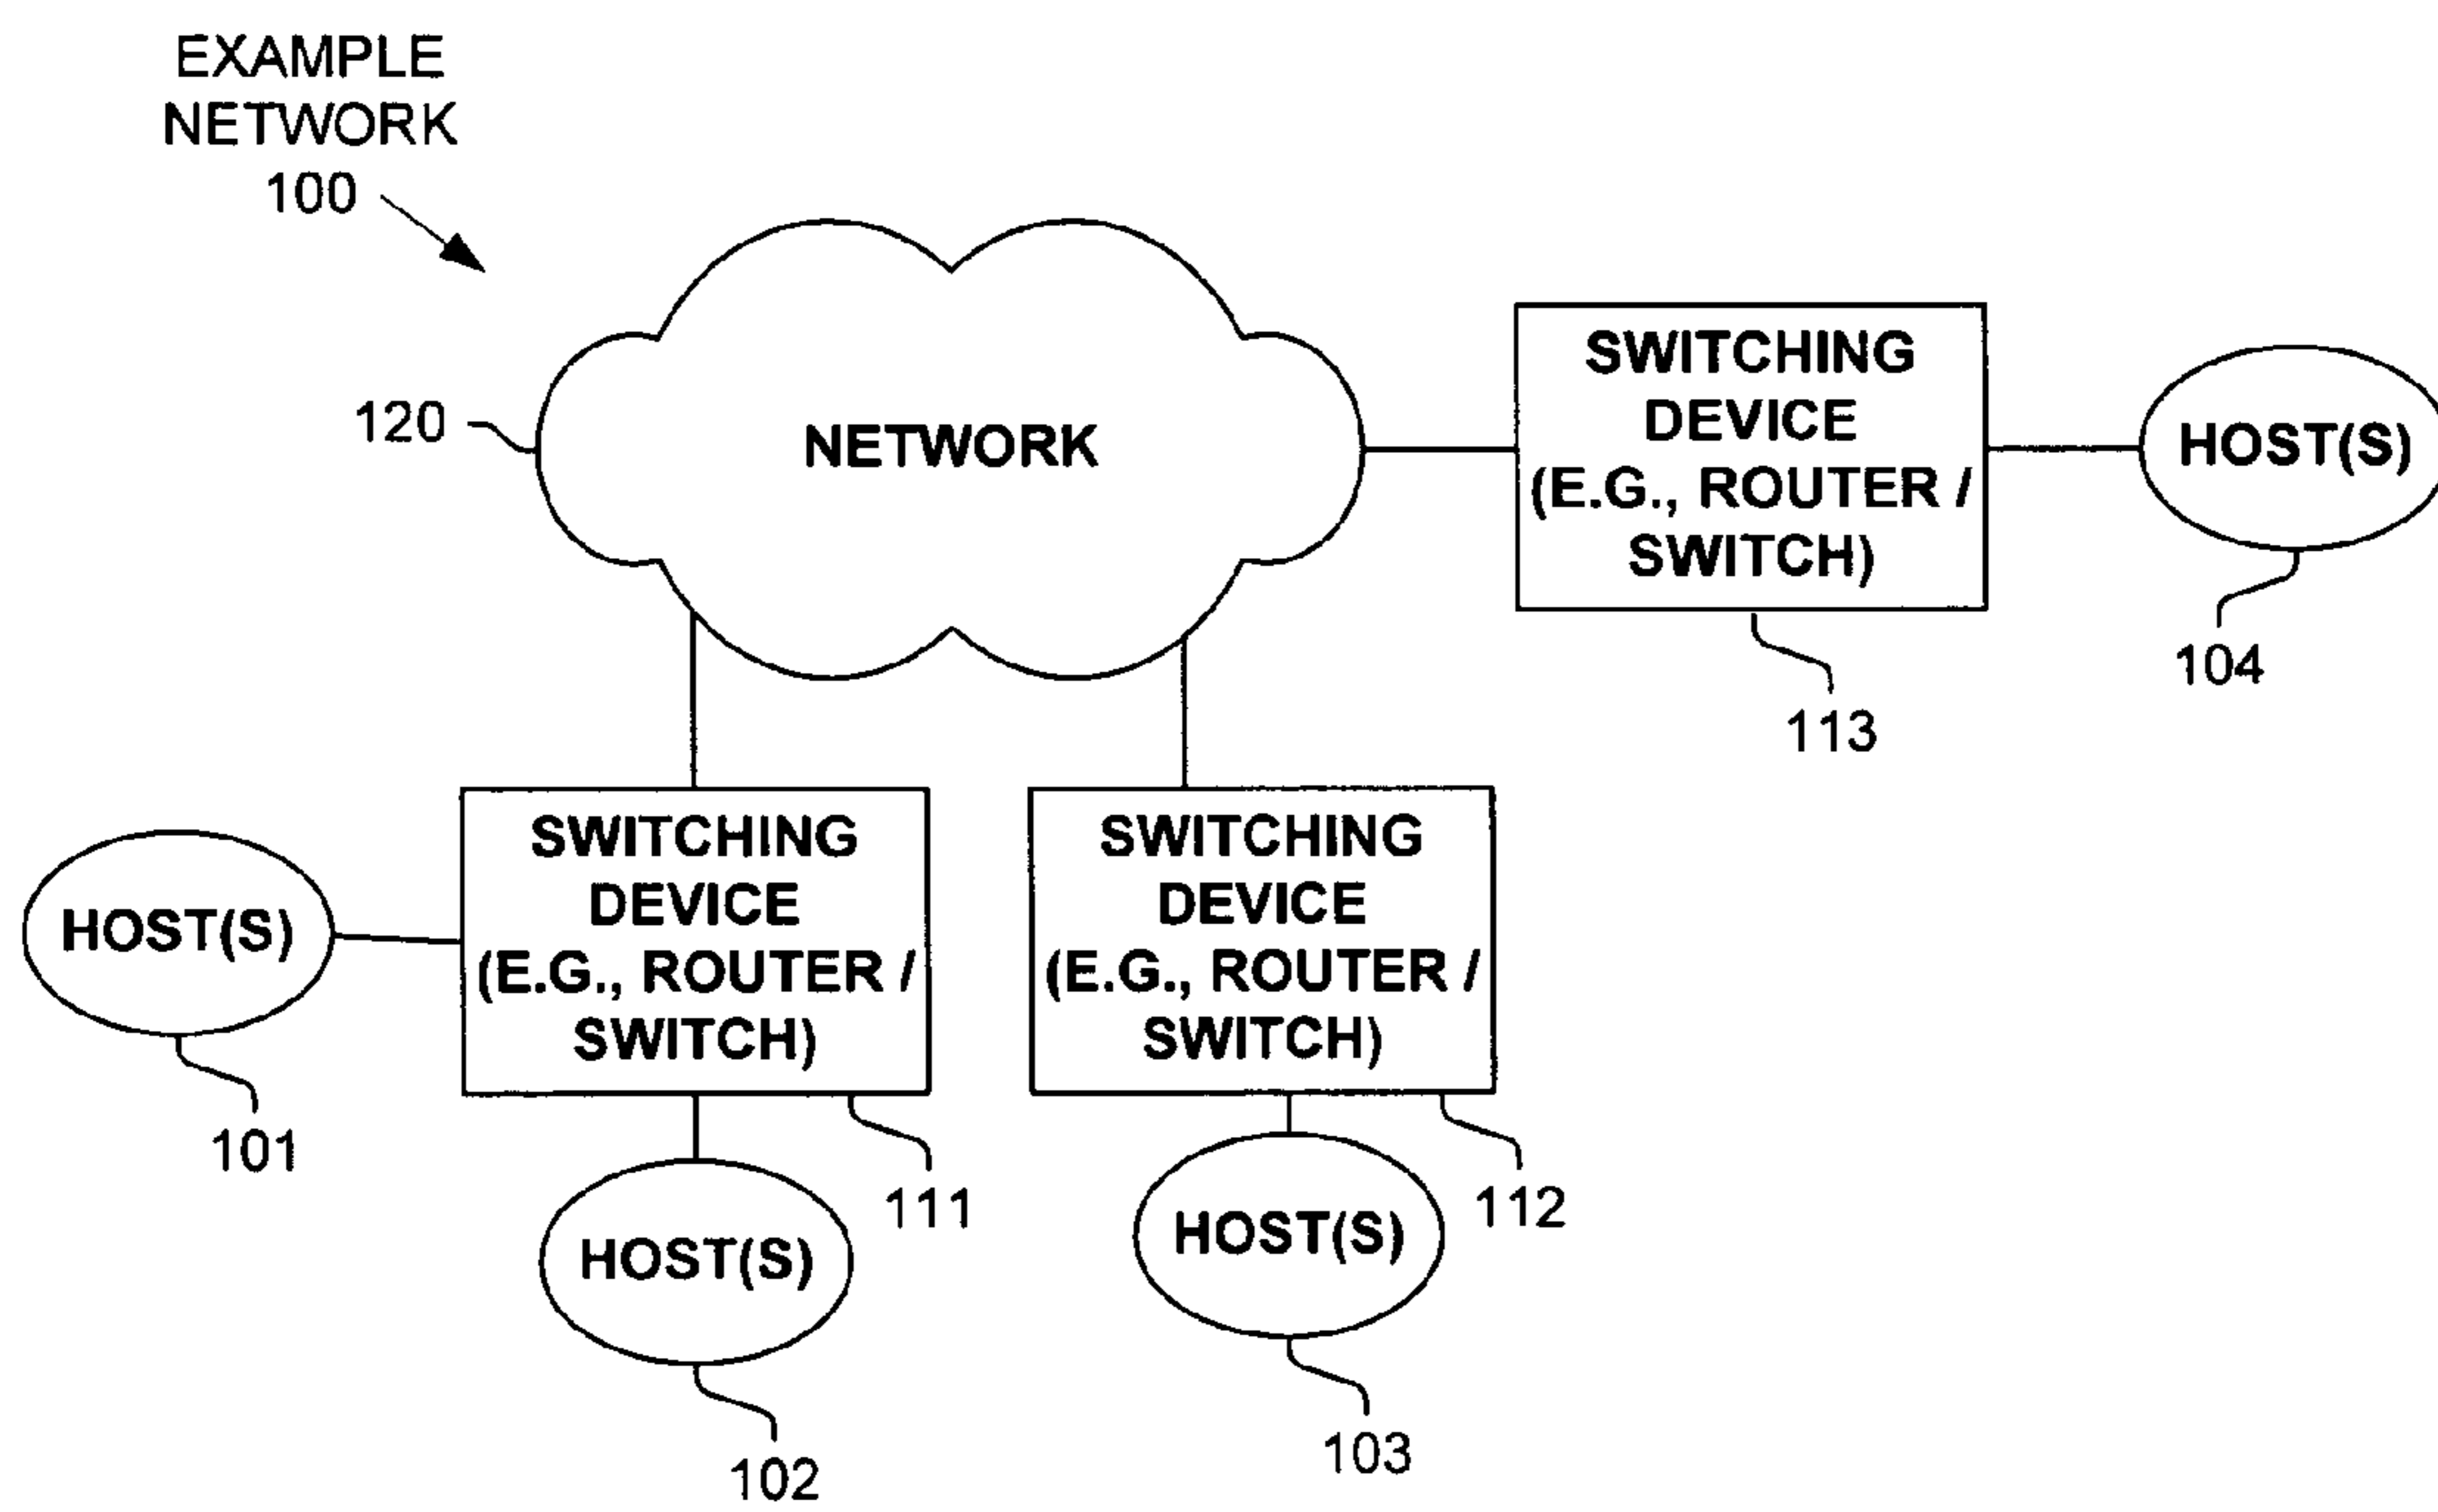 EXAMPLE
NETWORK
100
120
NETWORK
SWITCHING
DEVICE
(E.G., ROUTER /
SWITCH)
HOST(S)
104
113
HOST(S)
101
SWITCHING
DEVICE
(E.G., ROUTER /
SWITCH)
111
SWITCHING
DEVICE
(E.G., ROUTER /
SWITCH)
112
HOST(S)
102
HOST(S)
103